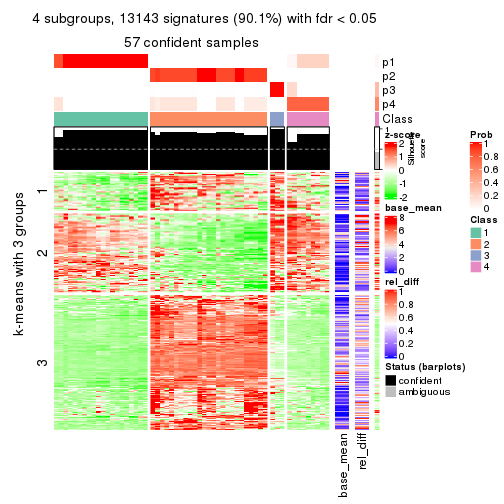 4 subgroups, 13143 signatures (90.1%) with fdr < 0.05
57 confident samples
p1
p2
p3
p4
Class
1
Silhouette
score
z-score
2
1
0
-1
-2
base_mean
8
6
4
2
0
rel_diff
1
0.8
0.6
0.4
0.2
0
Status (barplots)
confident
ambiguous
Prob
1
0.8
0.6
0.4
0.2
0
Class
1
2
3
4
k-means with 3 groups
1
2
3
base_mean
rel_diff